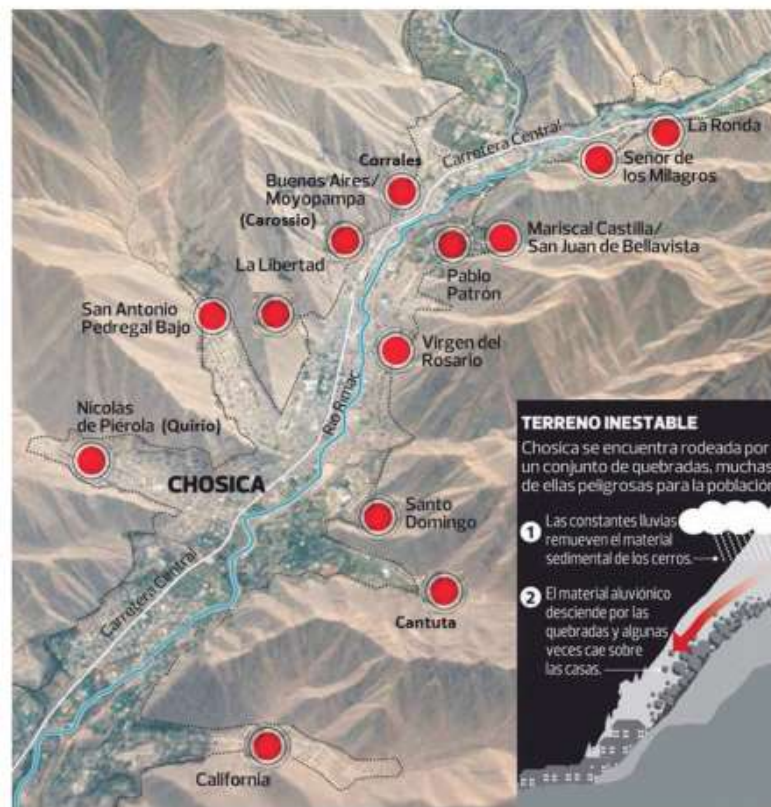 Carretera Central
La Ronda
Señor de
los Milagros
Corrales
Buenos Aires/
Moyopampa
(Carossio)
Mariscal Castilla/
San Juan de Bellavista
Pablo
Patrón
La Libertad
San Antonio
Pedregal Bajo
Virgen del
Rosario
Río Rímac
Nicolás
de Piérola (Quirio)
CHOSICA
Santo
Domingo
Carretera Central
Cantuta
California
TERRENO INESTABLE
Chosica se encuentra rodeada por
un conjunto de quebradas, muchas
de ellas peligrosas para la población
1 Las constantes lluvias
remueven el material
sedimental de los cerros.
2 El material aluviónico
desciende por las
quebradas y algunas
veces cae sobre
las casas.